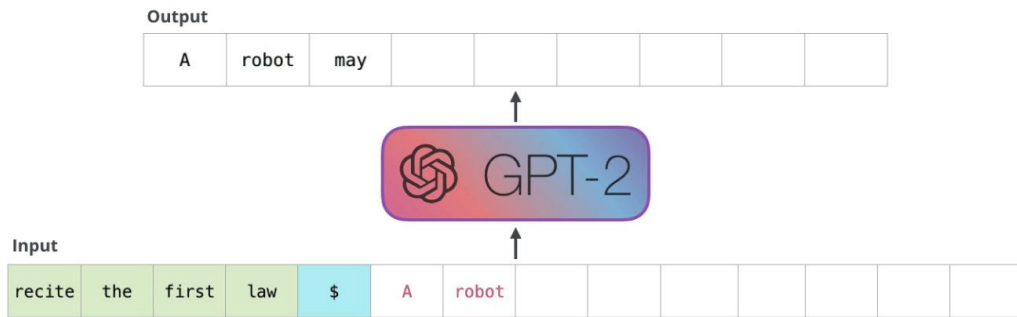 Output
A robot may
GPT-2
Input
recite the first law $ A robot